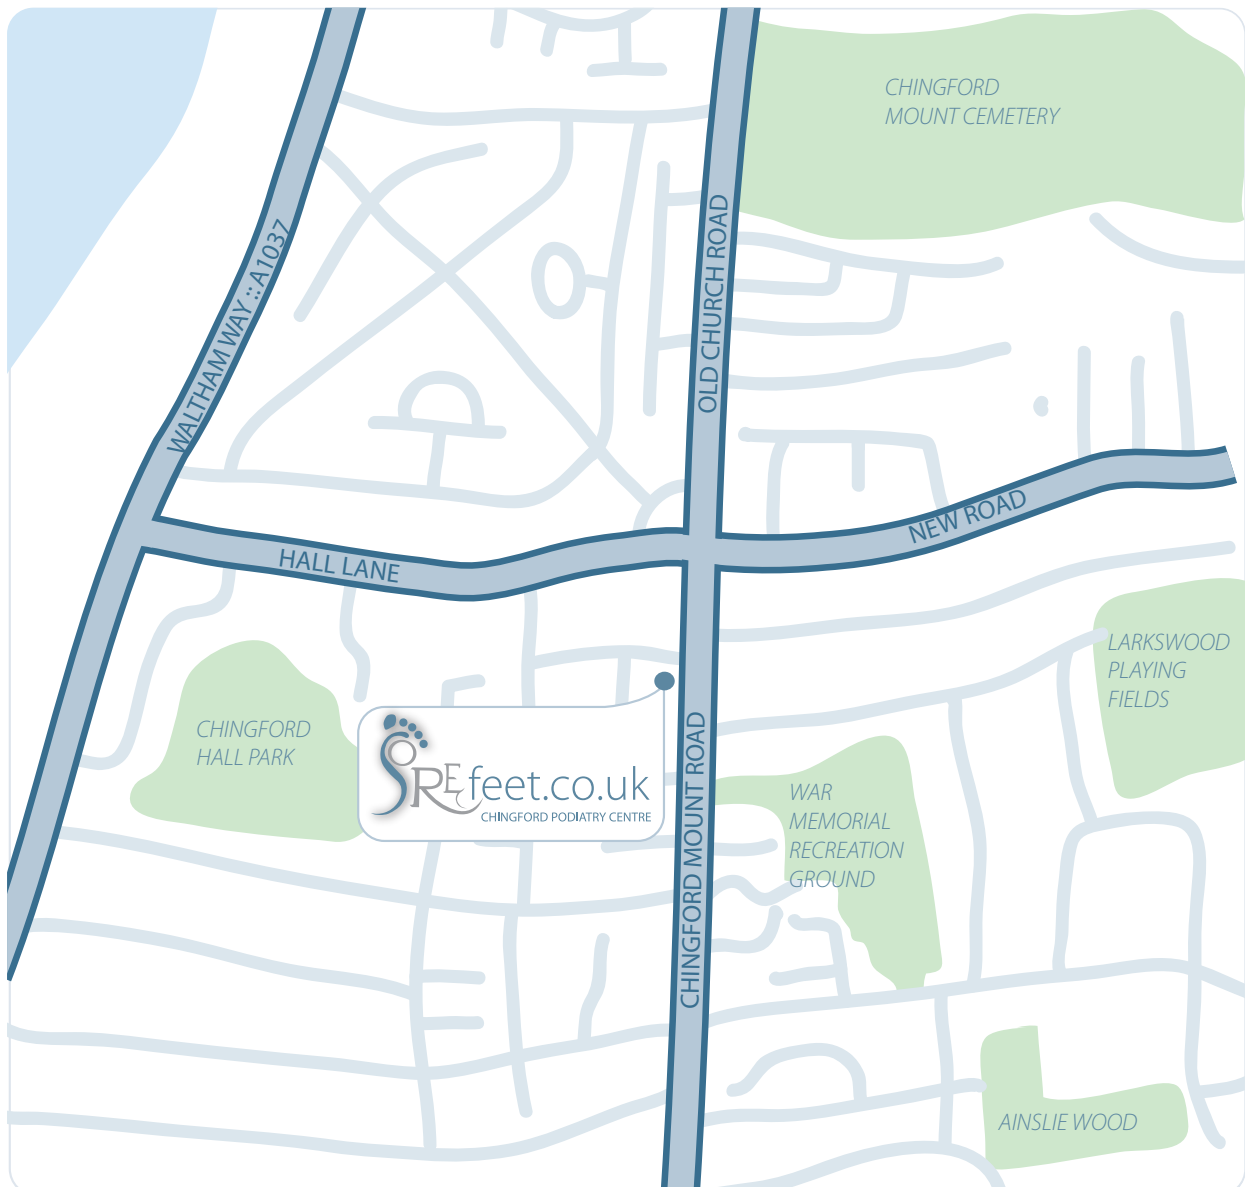 CHINGFORD
MOUNT CEMETERY
WALTHAM WAY :: A1037
OLD CHURCH ROAD
NEW ROAD
HALL LANE
LARKSWOOD
PLAYING
FIELDS
CHINGFORD
HALL PARK
SOREfeet.co.uk
CHINGFORD PODIATRY CENTRE
CHINGFORD MOUNT ROAD
WAR
MEMORIAL
RECREATION
GROUND
AINSLIE WOOD